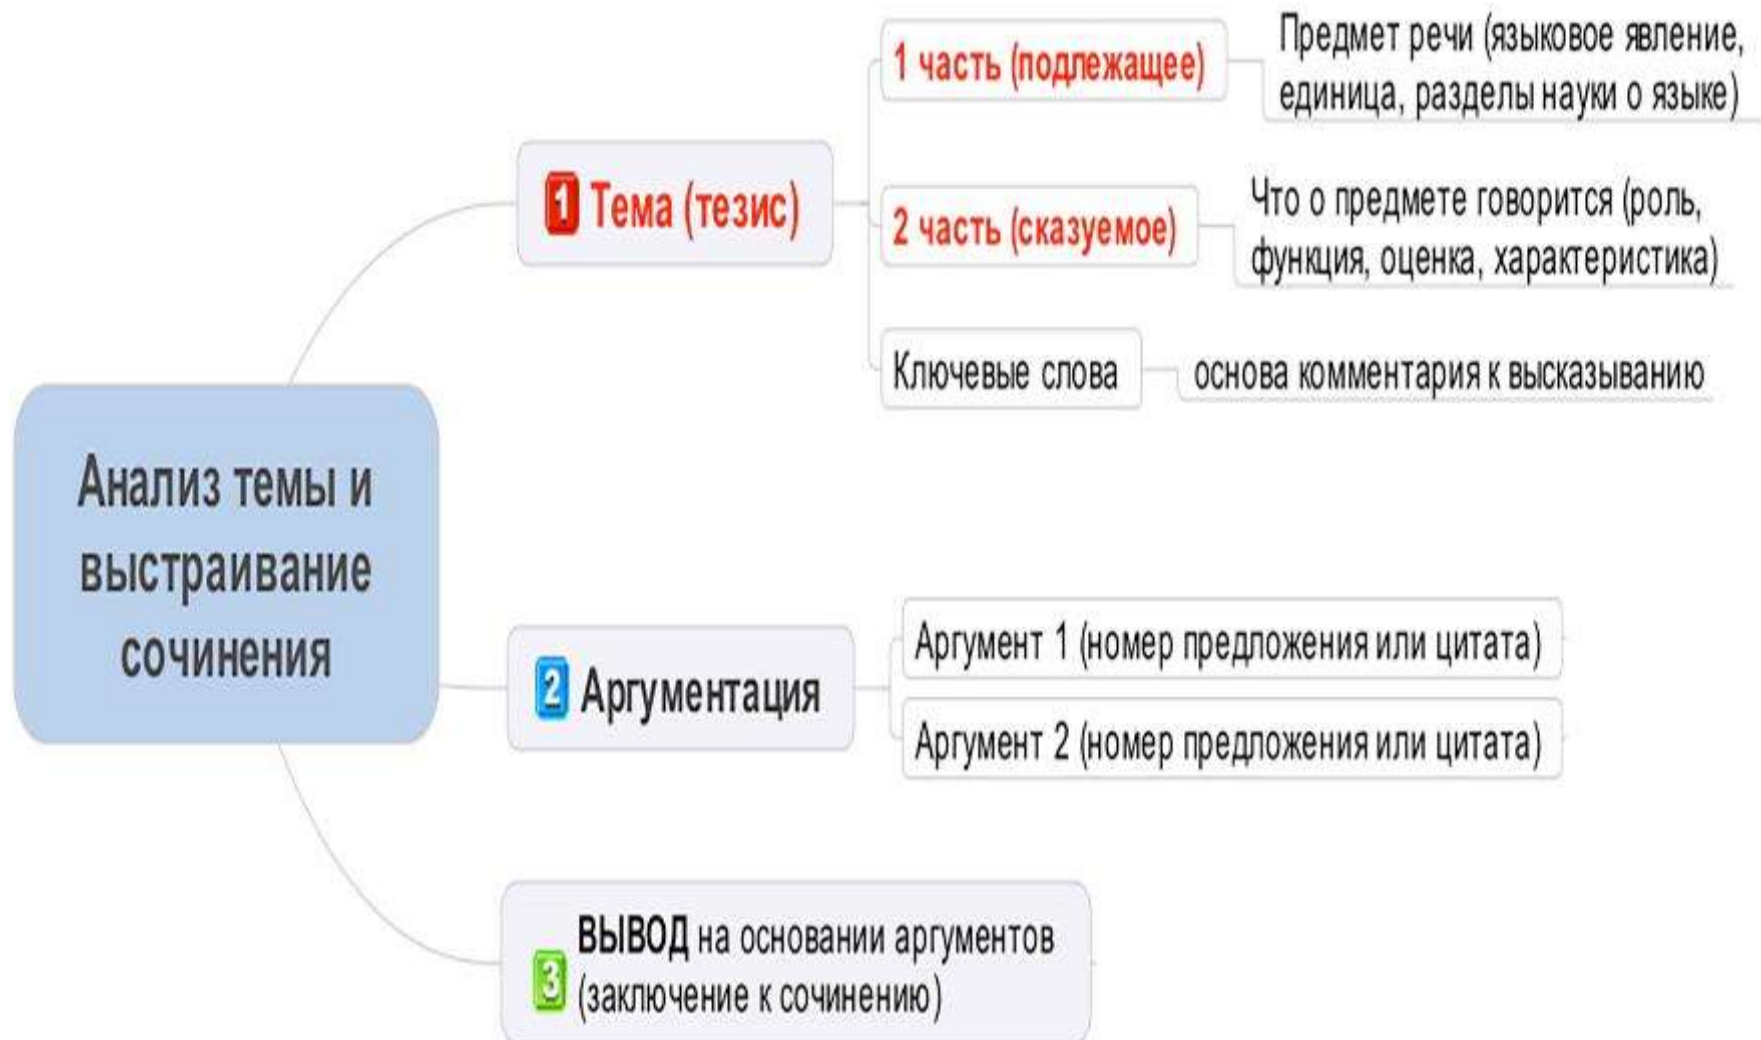 Анализ темы и
выстраивание
сочинения
1 Тема (тезис)
1 часть (подлежащее)
Предмет речи (языковое явление,
единица, разделы науки о языке)
2 часть (сказуемое)
Что о предмете говорится (роль,
функция, оценка, характеристика)
Ключевые слова
основа комментария к высказыванию
2 Аргументация
Аргумент 1 (номер предложения или цитата)
Аргумент 2 (номер предложения или цитата)
3 ВЫВОД на основании аргументов
(заключение к сочинению)